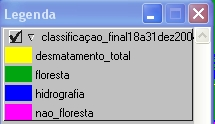 Legenda
classificaçao_final18a31dez200
desmatamento_total
floresta
hidrografia
nao_floresta